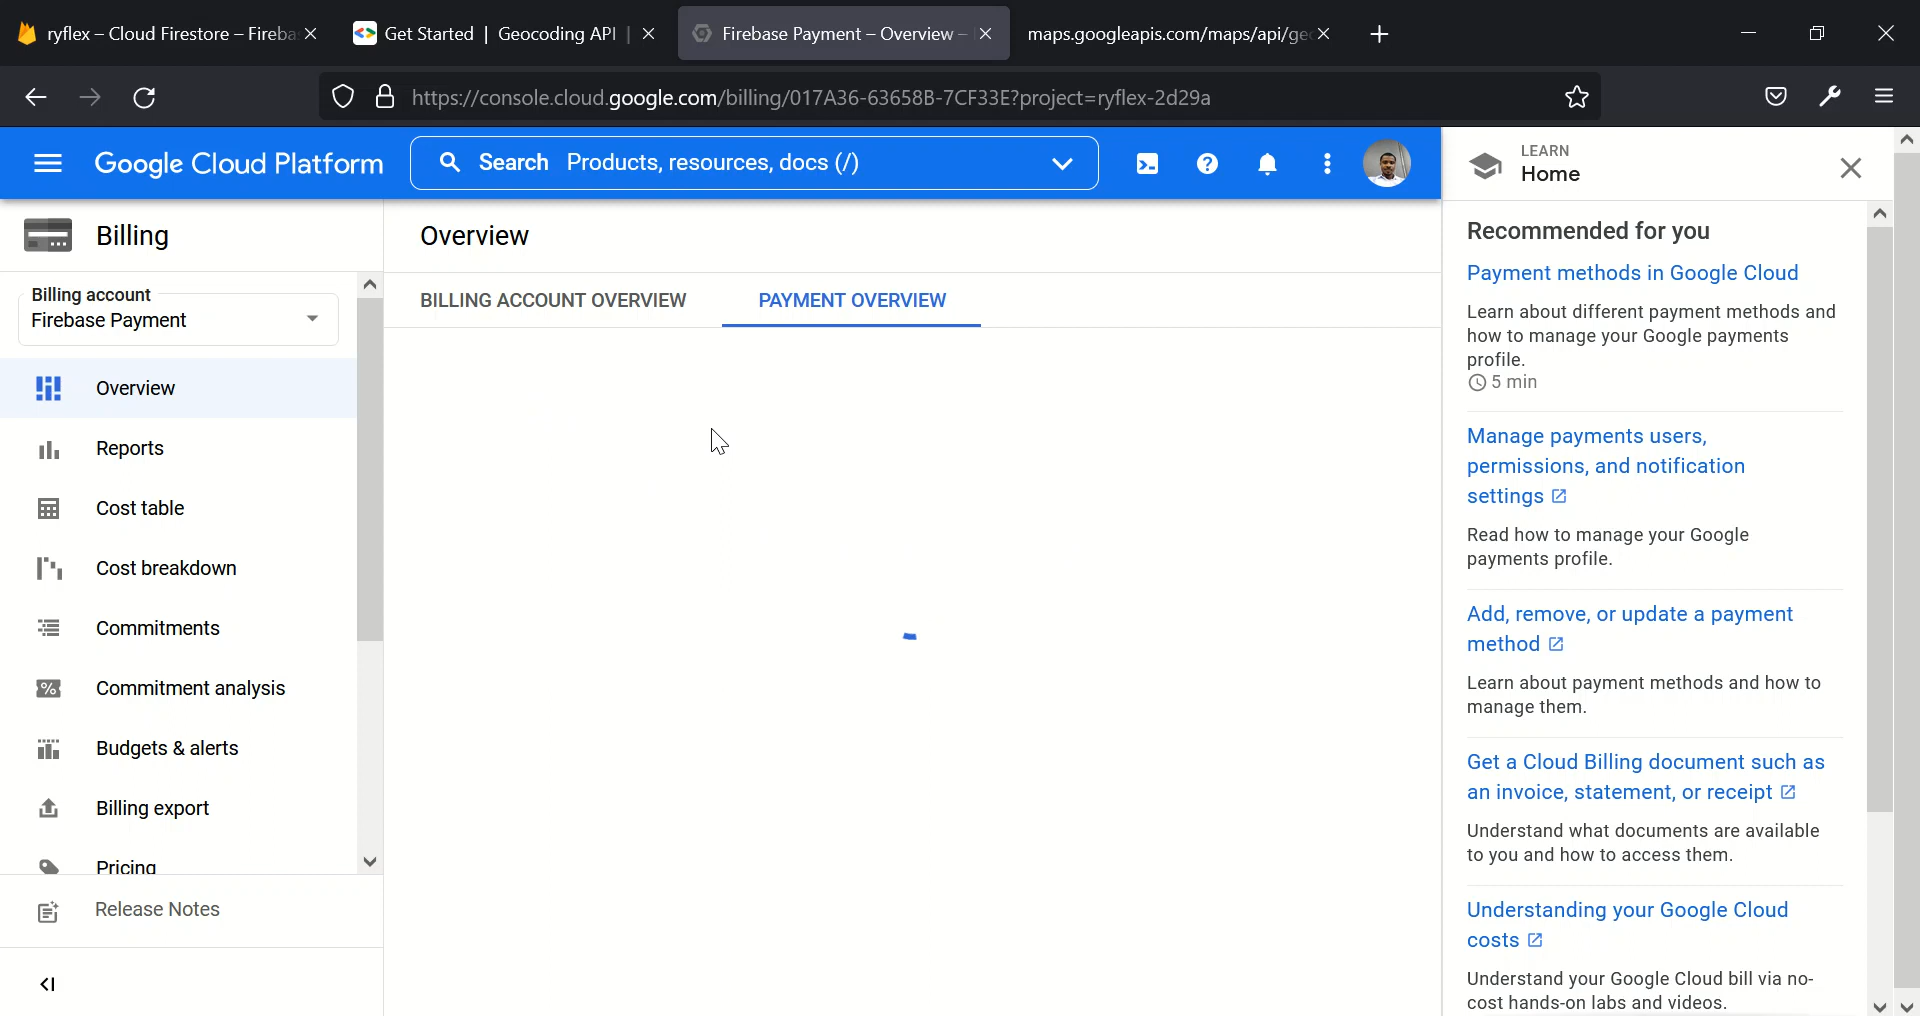 ryflex – Cloud Firestore – Fireba
Get Started | Geocoding API |
Firebase Payment – Overview –
maps.googleapis.com/maps/api/geo
https://console.cloud.google.com/billing/017A36-63658B-7CF33E?project=ryflex-2d29a
Google Cloud Platform
Search Products, resources, docs (/)
LEARN
Home
Billing
Billing account
Firebase Payment
Overview
Reports
Cost table
Cost breakdown
Commitments
Commitment analysis
Budgets & alerts
Billing export
Pricing
Release Notes
Overview
BILLING ACCOUNT OVERVIEW
PAYMENT OVERVIEW
Recommended for you
Payment methods in Google Cloud
Learn about different payment methods and
how to manage your Google payments
profile.
5 min
Manage payments users,
permissions, and notification
settings
Read how to manage your Google
payments profile.
Add, remove, or update a payment
method
Learn about payment methods and how to
manage them.
Get a Cloud Billing document such as
an invoice, statement, or receipt
Understand what documents are available
to you and how to access them.
Understanding your Google Cloud
costs
Understand your Google Cloud bill via no-
cost hands-on labs and videos.